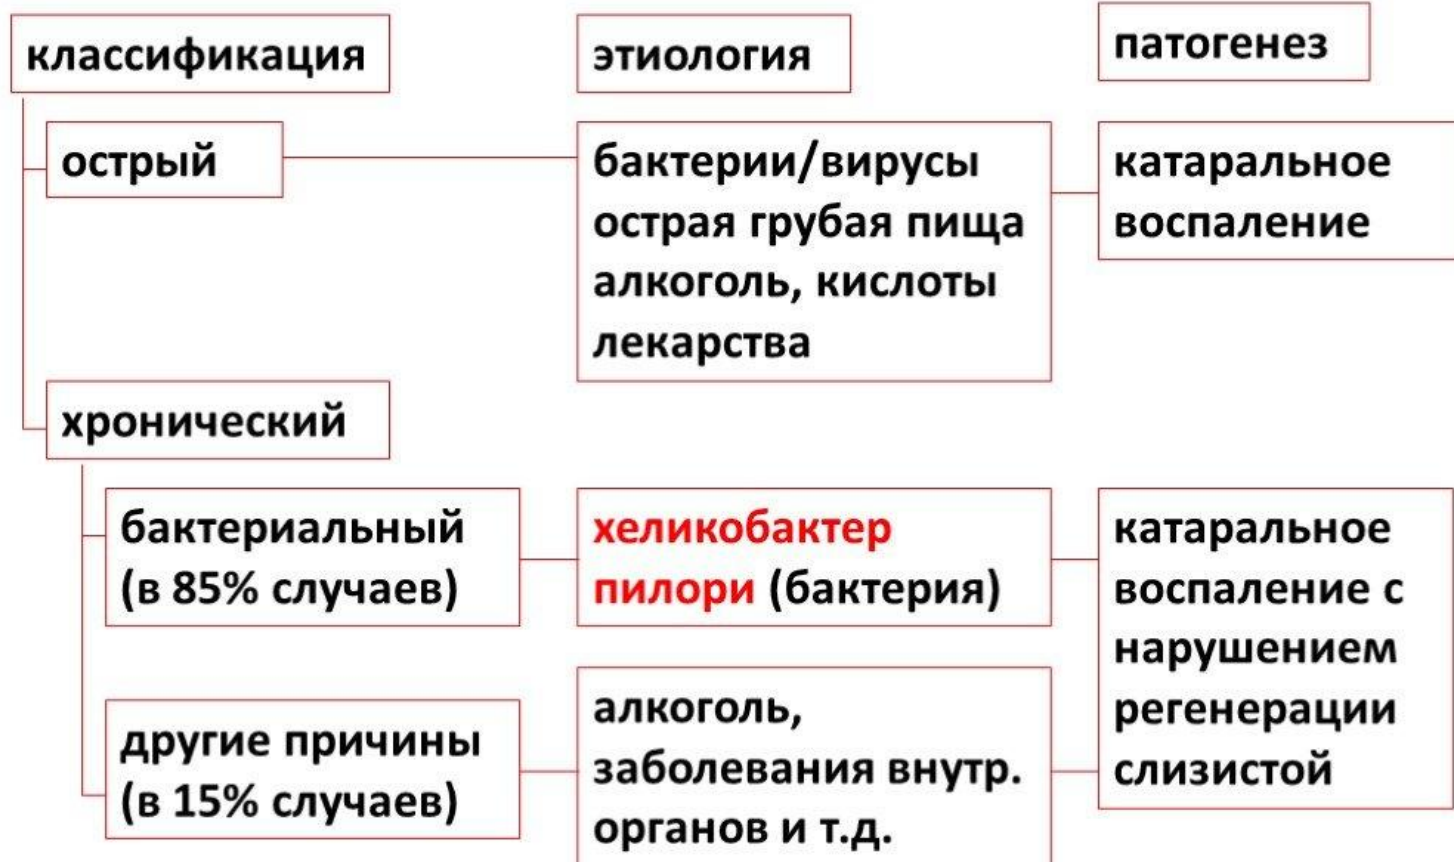 классификация
этиология
патогенез
острый
бактерии/вирусы
острая грубая пища
алкоголь, кислоты
лекарства
катаральное
воспаление
хронический
бактериальный
(в 85% случаев)
хеликобактер
пилори (бактерия)
катаральное
воспаление с
нарушением
регенерации
слизистой
другие причины
(в 15% случаев)
алкоголь,
заболевания внутр.
органов и т.д.